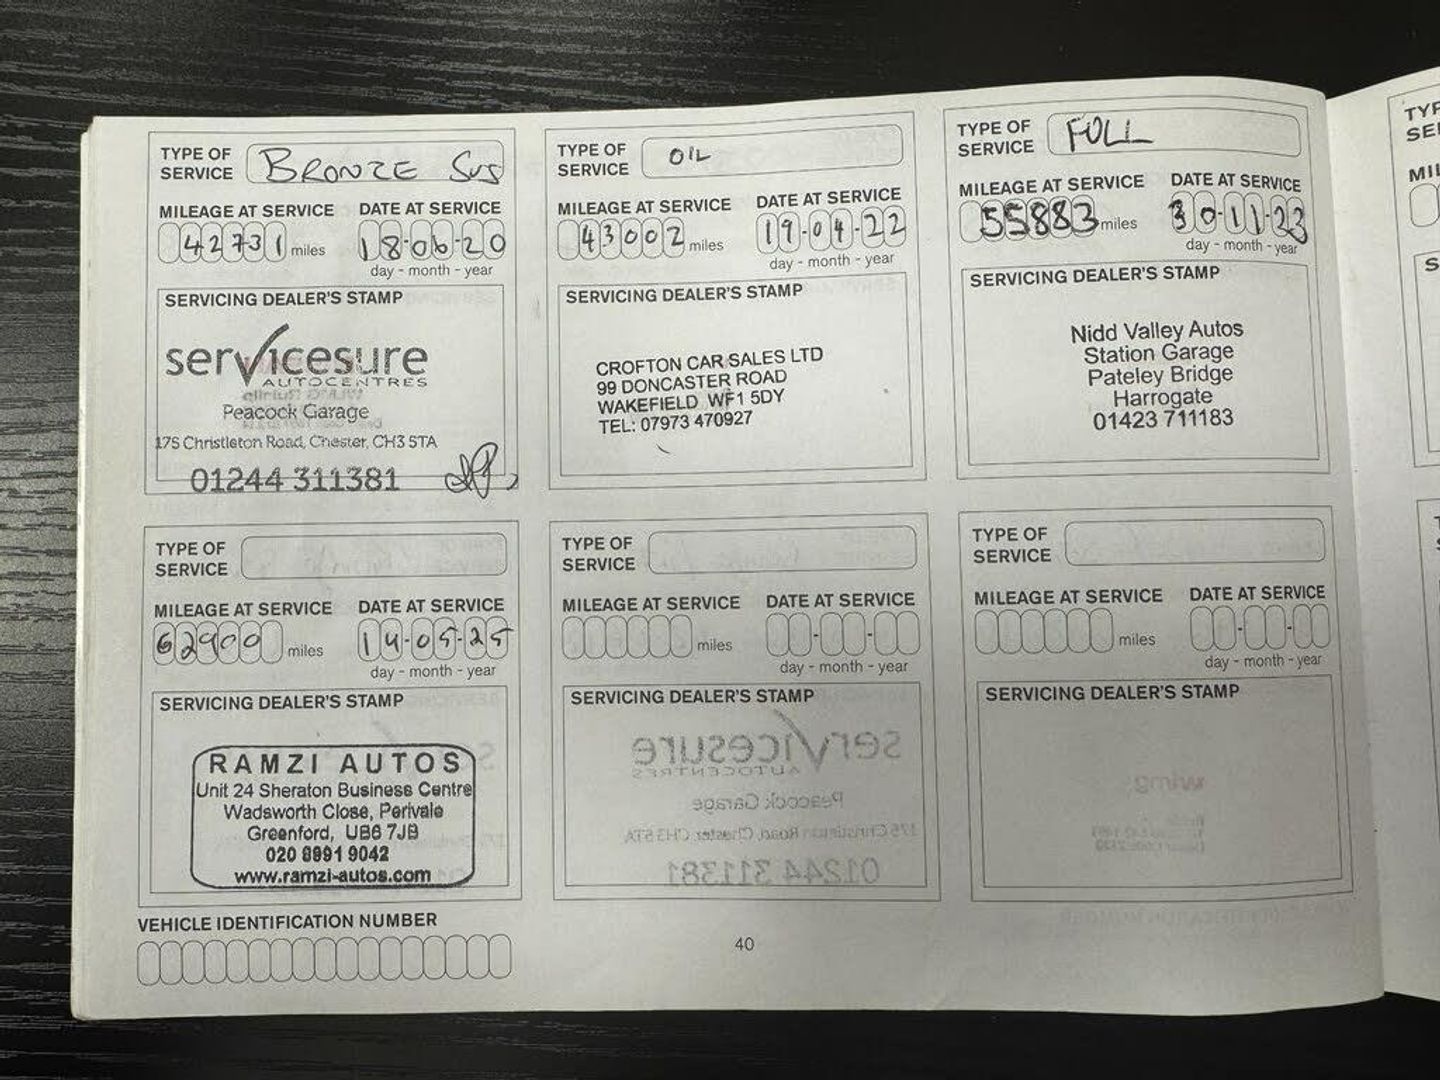 TYPE OF
SERVICE
BRONZE SVS
MILEAGE AT SERVICE
DATE AT SERVICE
42731 miles
18-06-20
day - month - year
SERVICING DEALER'S STAMP
servicesure
AUTOCENTRES
Peacock Garage
175 Christleton Road, Chester, CH3 5TA
01244 311381
TYPE OF
SERVICE
OIL
MILEAGE AT SERVICE
DATE AT SERVICE
43002 miles
19-04-22
day - month - year
SERVICING DEALER'S STAMP
CROFTON CAR SALES LTD
99 DONCASTER ROAD
WAKEFIELD WF1 5DY
TEL: 07973 470927
TYPE OF
SERVICE
FULL
MILEAGE AT SERVICE
DATE AT SERVICE
55883 miles
30-11-23
day - month - year
SERVICING DEALER'S STAMP
Nidd Valley Autos
Station Garage
Pateley Bridge
Harrogate
01423 711183
TYPE OF
SERVICE
MILEAGE AT SERVICE
DATE AT SERVICE
62900 miles
14-05-25
day - month - year
SERVICING DEALER'S STAMP
RAMZI AUTOS
Unit 24 Sheraton Business Centre
Wadsworth Close, Perivale
Greenford, UB6 7JB
020 8991 9042
www.ramzi-autos.com
TYPE OF
SERVICE
MILEAGE AT SERVICE
DATE AT SERVICE
miles
day - month - year
SERVICING DEALER'S STAMP
TYPE OF
SERVICE
MILEAGE AT SERVICE
DATE AT SERVICE
miles
day - month - year
SERVICING DEALER'S STAMP
VEHICLE IDENTIFICATION NUMBER
40